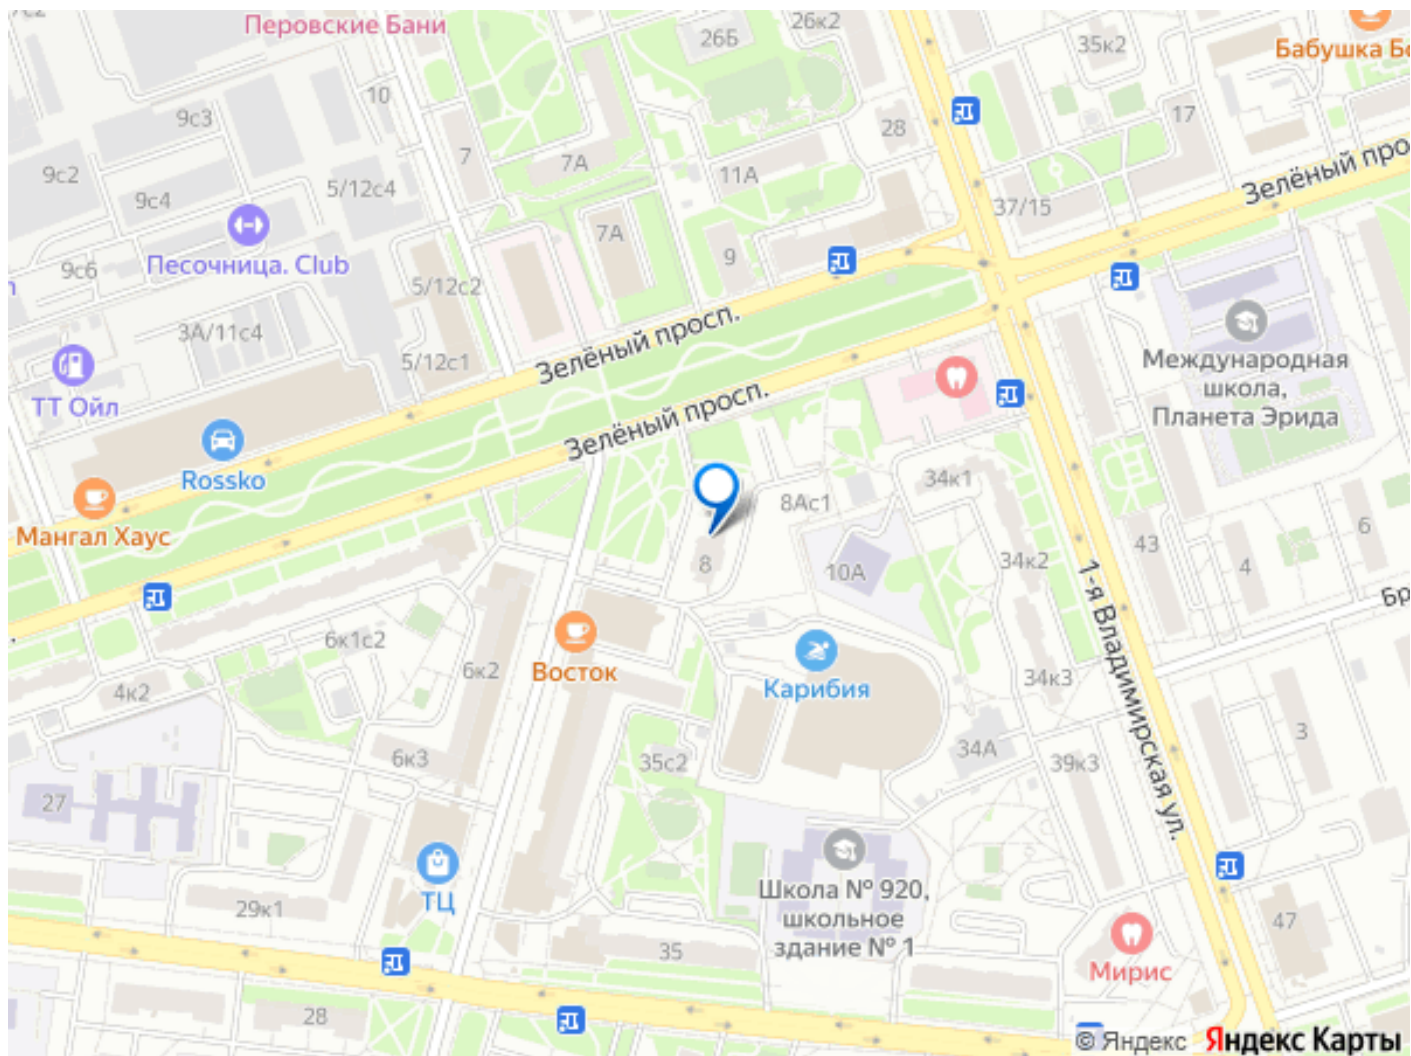 Перовские Бани
26Б
26к2
35к2
Бабушка Бо
10
9с3
17
28
7
7А
11А
9с2
5/12с4
9с4
Зелёный про
37/15
7А
9
Песочница. Club
9с6
5/12с2
3А/11с4
Зелёный просп.
5/12с1
Международная
школа,
Планета Эрида
ТТ Ойл
Зелёный просп.
Rossko
34к1
8Ас1
Мангал Хаус
6
43
34к2
4
8
10А
Бр
1-я Владимирская ул.
6к1с2
Восток
6к2
Карибия
34к3
4к2
3
34А
6к3
35с2
39к3
27
ТЦ
Школа № 920,
школьное
здание № 1
29к1
47
35
Мирис
28
© Яндекс Яндекс Карты